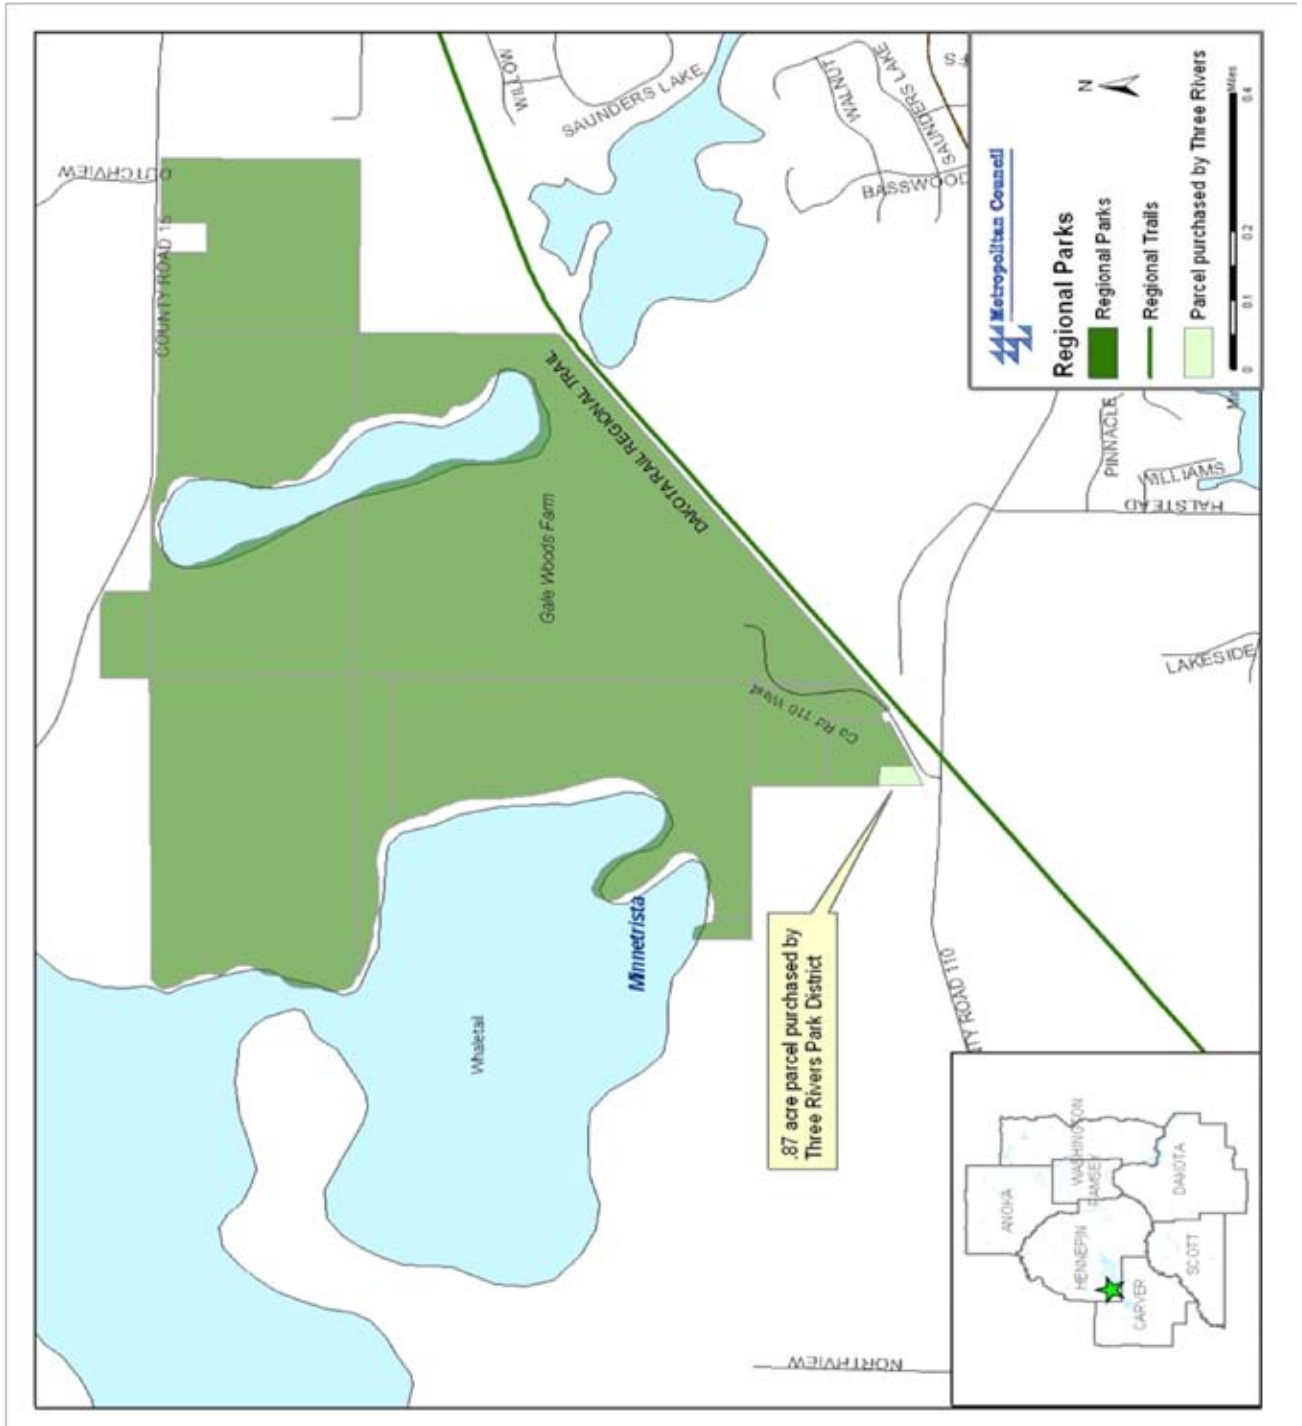 COUNTY ROAD 15
DUTCHVIEW
WILLOW
SAUNDERS LAKE
WALNUT
SAUNDERS LAKE
BASSWOOD
DAKOTA RAIL REGIONAL TRAIL
Gale Woods Farm
Co Rd 110 West
Minnetrista
Whaletail
.87 acre parcel purchased by
Three Rivers Park District
TY ROAD 110
NORTHVIEW
LAKESIDE
HALSTEAD
WILLIAMS
PINNACLE
Metropolitan Council
Regional Parks
N
Regional Parks
Regional Trails
Parcel purchased by Three Rivers
0 0.1 0.2 0.4
Miles
ANOKA
HENNEPIN
WASHINGTON
RAMSEY
CARVER
SCOTT
DAKOTA